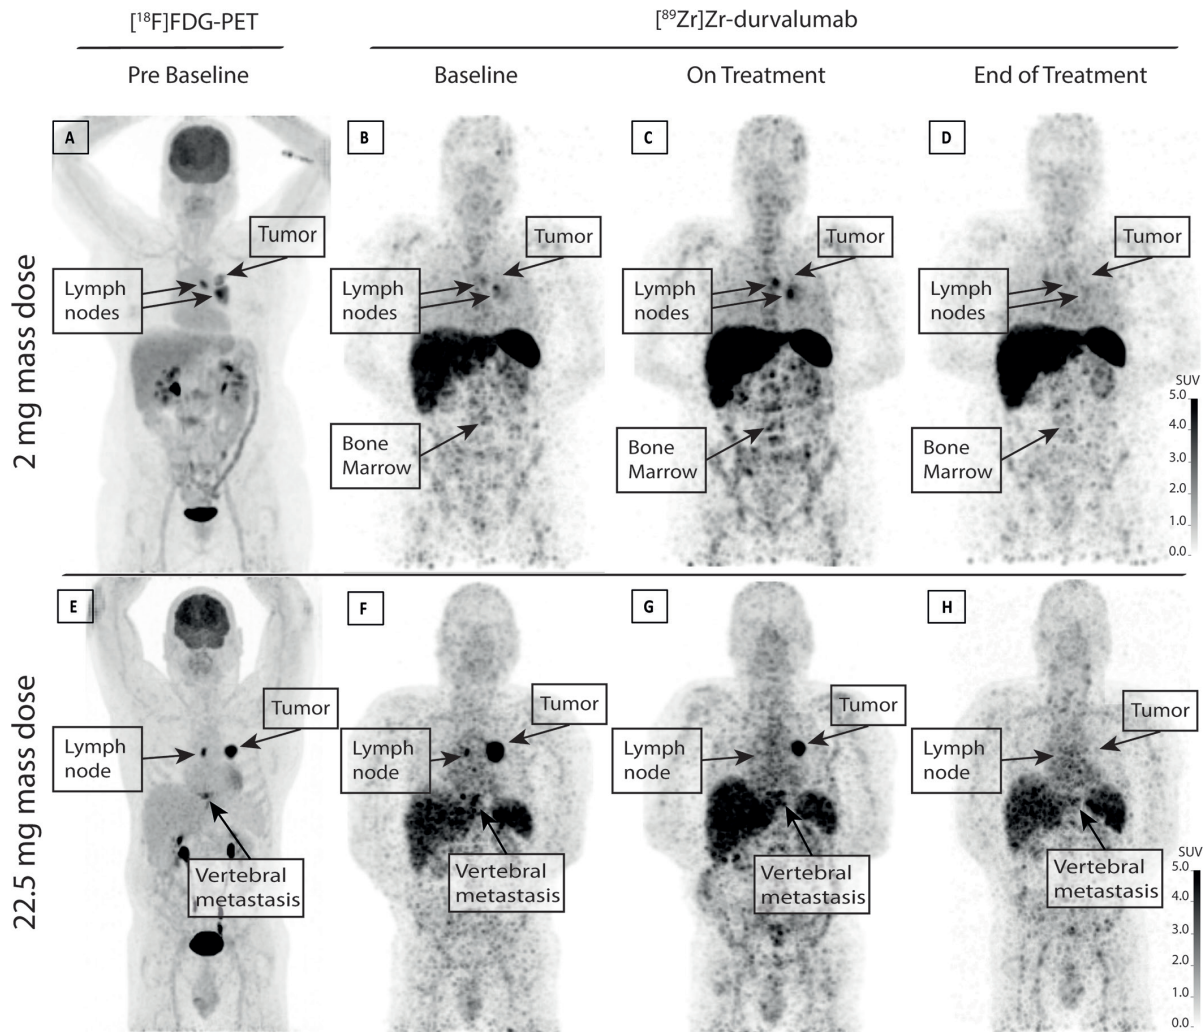 [¹⁸F]FDG-PET
[⁸⁹Zr]Zr-durvalumab
Pre Baseline
Baseline
On Treatment
End of Treatment
2 mg mass dose
A
Tumor
Lymph
nodes
B
Tumor
Lymph
nodes
Bone
Marrow
C
Tumor
Lymph
nodes
Bone
Marrow
D
Tumor
Lymph
nodes
Bone
Marrow
SUV
5.0
4.0
3.0
2.0
1.0
0.0
22.5 mg mass dose
E
Tumor
Lymph
node
Vertebral
metastasis
F
Tumor
Lymph
node
Vertebral
metastasis
G
Tumor
Lymph
node
Vertebral
metastasis
H
Tumor
Lymph
node
Vertebral
metastasis
SUV
5.0
4.0
3.0
2.0
1.0
0.0